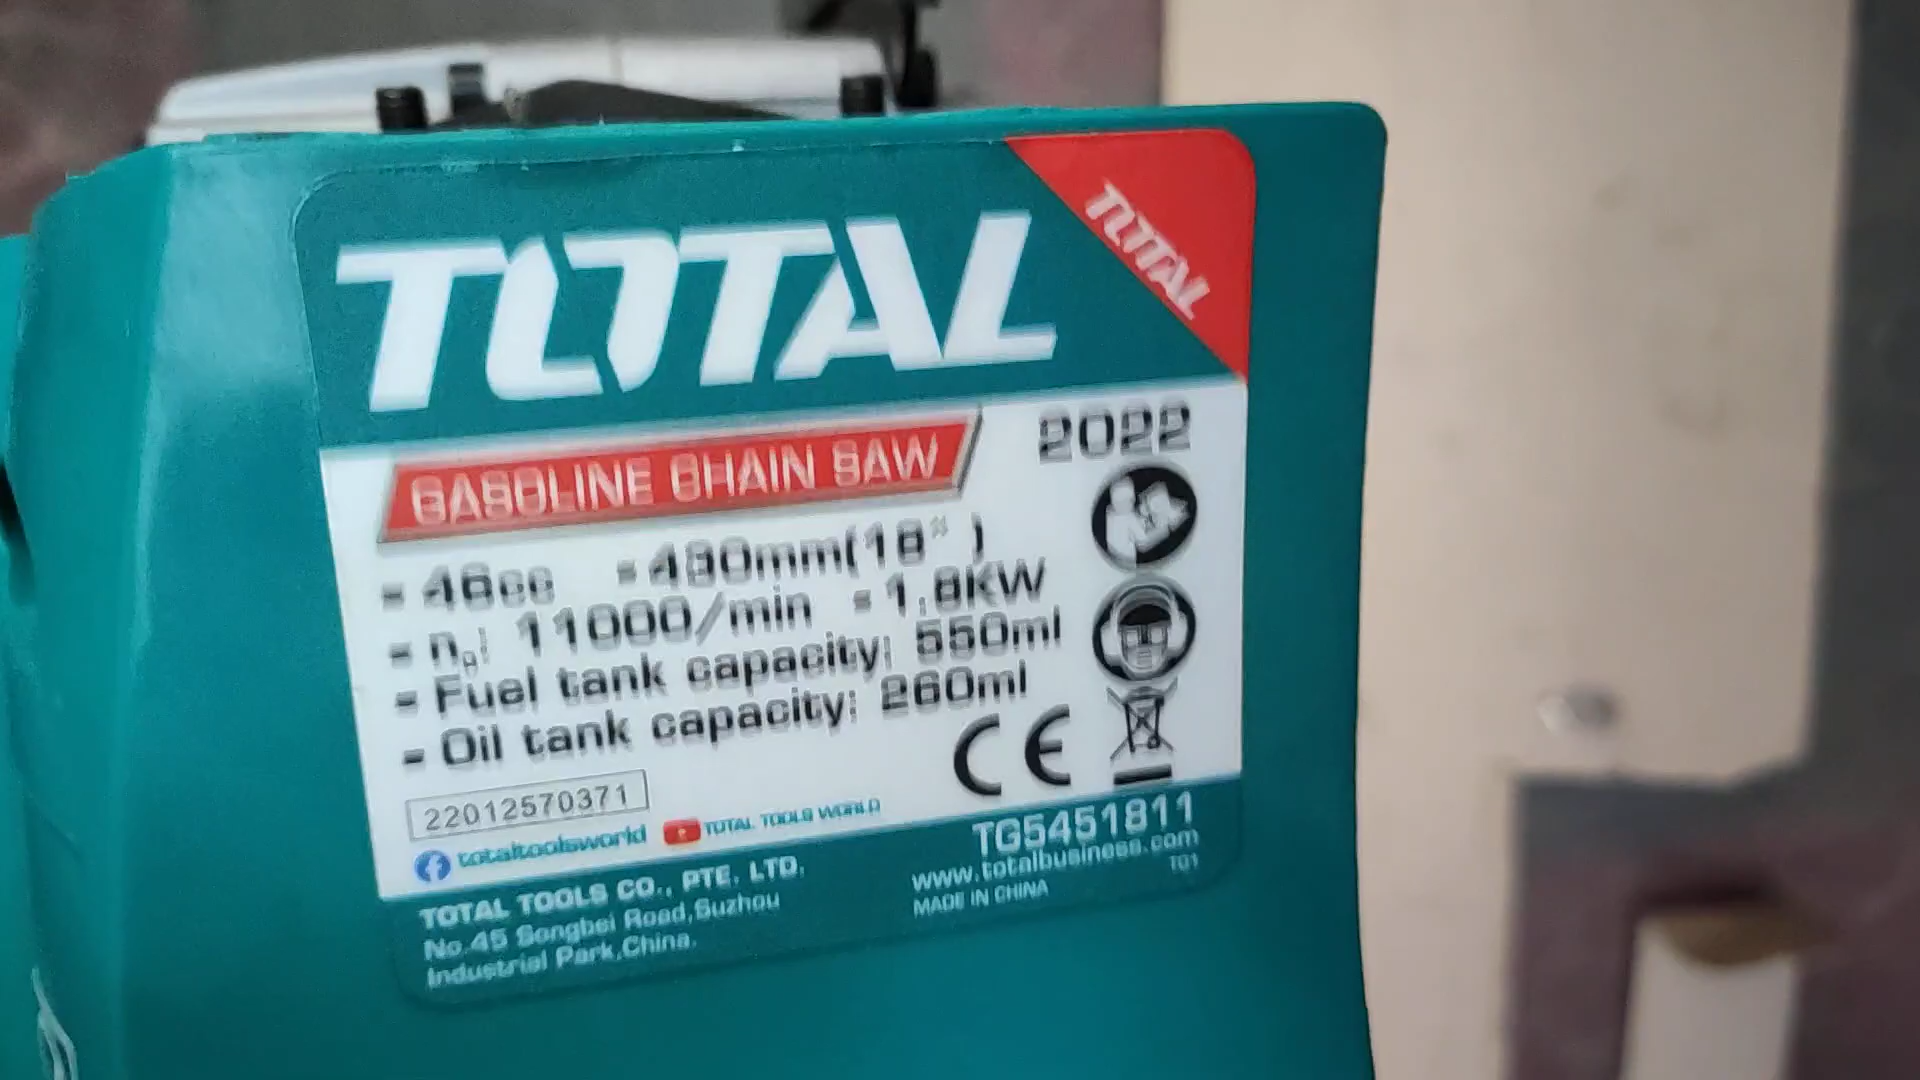 TOTAL
TOTAL
2022
GASOLINE CHAIN SAW
46cc
n₀: 11000/min 1.8KW
Fuel tank capacity: 550ml
Oil tank capacity: 260ml
CE
22012570371
totaltoolsworld TOTAL TOOLS WORLD
TG5451811
TOTAL TOOLS CO., PTE. LTD.
www.totalbusiness.com
No.45 Songbei Road,Suzhou
MADE IN CHINA T01
Industrial Park,China.